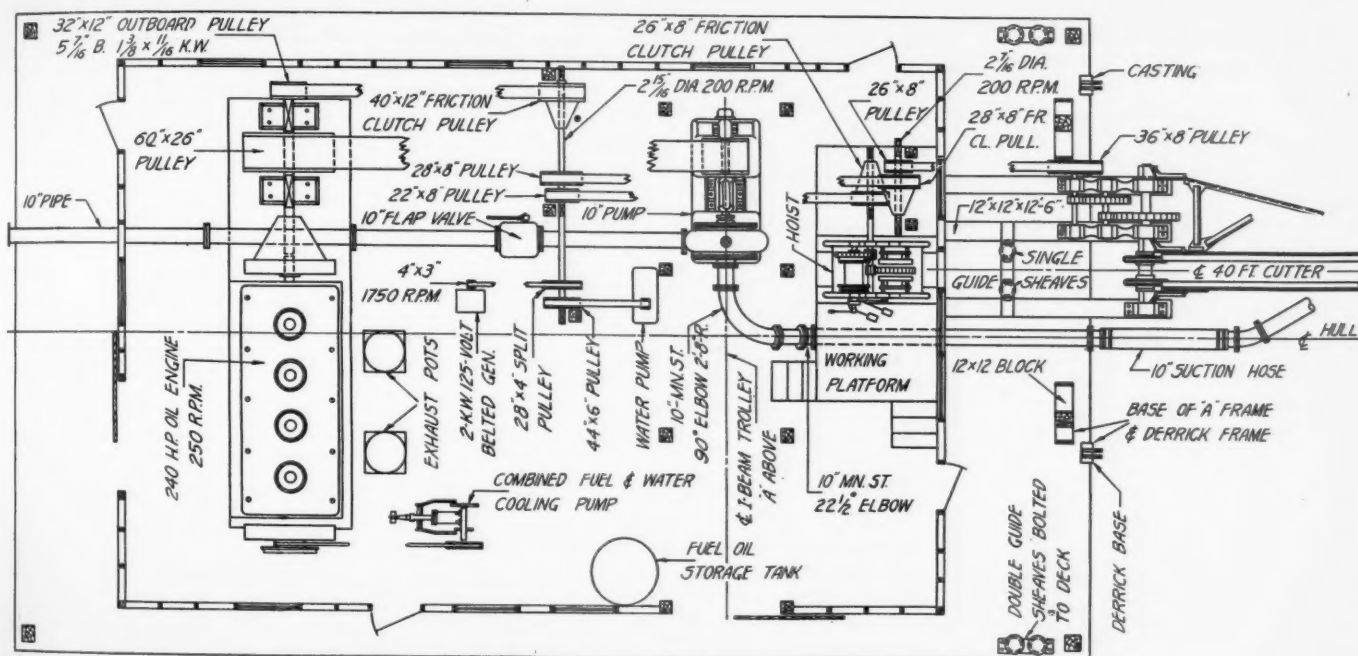 32"x12" OUTBOARD PULLEY
5 7/16 B. 1 3/8 x 11/16 K.W.
26"x8" FRICTION
CLUTCH PULLEY
2 7/16 DIA.
200 R.P.M.
CASTING
40"x12" FRICTION
CLUTCH PULLEY
2 15/16 DIA. 200 R.P.M.
26"x8"
PULLEY
28"x8" FR
CL. PULL.
36"x8" PULLEY
60"x26"
PULLEY
28"x8" PULLEY
22"x8" PULLEY
10" PIPE
10" FLAP VALVE
10" PUMP
HOIST
12"x12"x12'-6"
4"x3"
1750 R.P.M.
SINGLE
GUIDE SHEAVES
℄ 40 FT. CUTTER
℄ HULL
240 H.P. OIL ENGINE
250 R.P.M.
EXHAUST POTS
2-K.W. 125-VOLT
BELTED GEN.
28"x4" SPLIT
PULLEY
44"x6" PULLEY
WATER PUMP
10"-MN. ST.
90° ELBOW 2'-8"-R.
℄ I-BEAM TROLLEY
"A" ABOVE
WORKING
PLATFORM
12x12 BLOCK
10" SUCTION HOSE
BASE OF "A" FRAME
& DERRICK FRAME
COMBINED FUEL & WATER
COOLING PUMP
10" MN. ST.
22 1/2° ELBOW
FUEL OIL
STORAGE TANK
DOUBLE GUIDE
SHEAVES BOLTED
TO DECK
DERRICK BASE